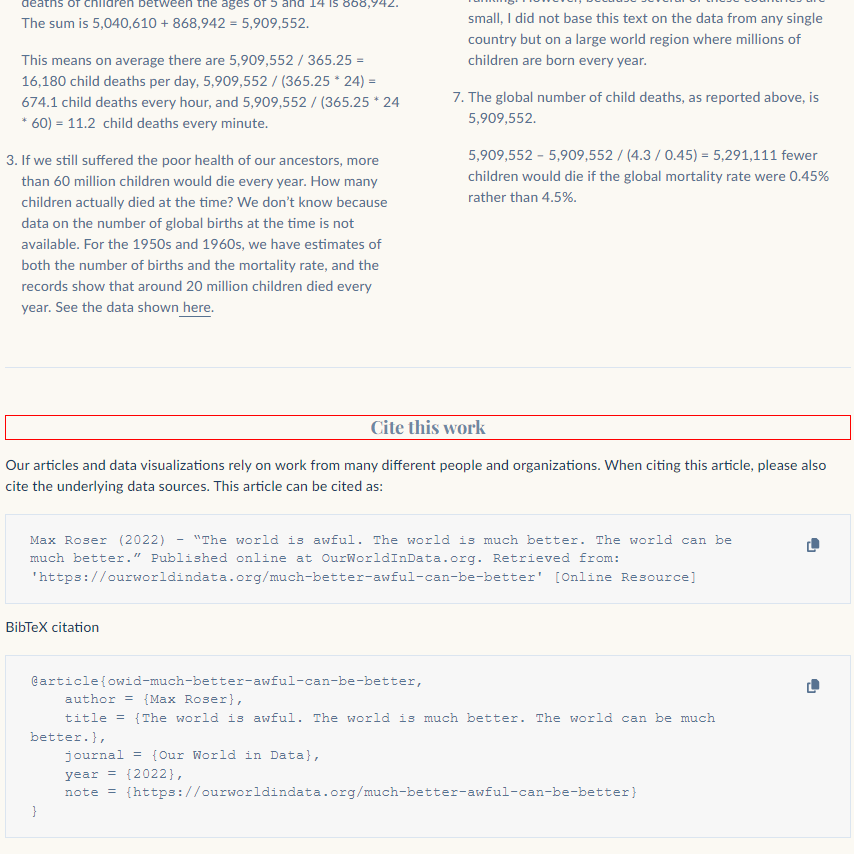 deaths of children between the ages of 5 and 14 is 868,942.
The sum is 5,040,610 + 868,942 = 5,909,552.
This means on average there are 5,909,552 / 365.25 =
16,180 child deaths per day, 5,909,552 / (365.25 * 24) =
674.1 child deaths every hour, and 5,909,552 / (365.25 * 24
* 60) = 11.2 child deaths every minute.
3. If we still suffered the poor health of our ancestors, more
than 60 million children would die every year. How many
children actually died at the time? We don't know because
data on the number of global births at the time is not
available. For the 1950s and 1960s, we have estimates of
both the number of births and the mortality rate, and the
records show that around 20 million children died every
year. See the data shown here.
ranking. However, because several of these countries are
small, I did not base this text on the data from any single
country but on a large world region where millions of
children are born every year.
7. The global number of child deaths, as reported above, is
5,909,552.
5,909,552 – 5,909,552 / (4.3 / 0.45) = 5,291,111 fewer
children would die if the global mortality rate were 0.45%
rather than 4.5%.
Cite this work
Our articles and data visualizations rely on work from many different people and organizations. When citing this article, please also
cite the underlying data sources. This article can be cited as:
Max Roser (2022) - “The world is awful. The world is much better. The world can be
much better.” Published online at OurWorldInData.org. Retrieved from:
'https://ourworldindata.org/much-better-awful-can-be-better' [Online Resource]
BibTeX citation
@article{owid-much-better-awful-can-be-better,
author = {Max Roser},
title = {The world is awful. The world is much better. The world can be much
better.},
journal = {Our World in Data},
year = {2022},
note = {https://ourworldindata.org/much-better-awful-can-be-better}
}